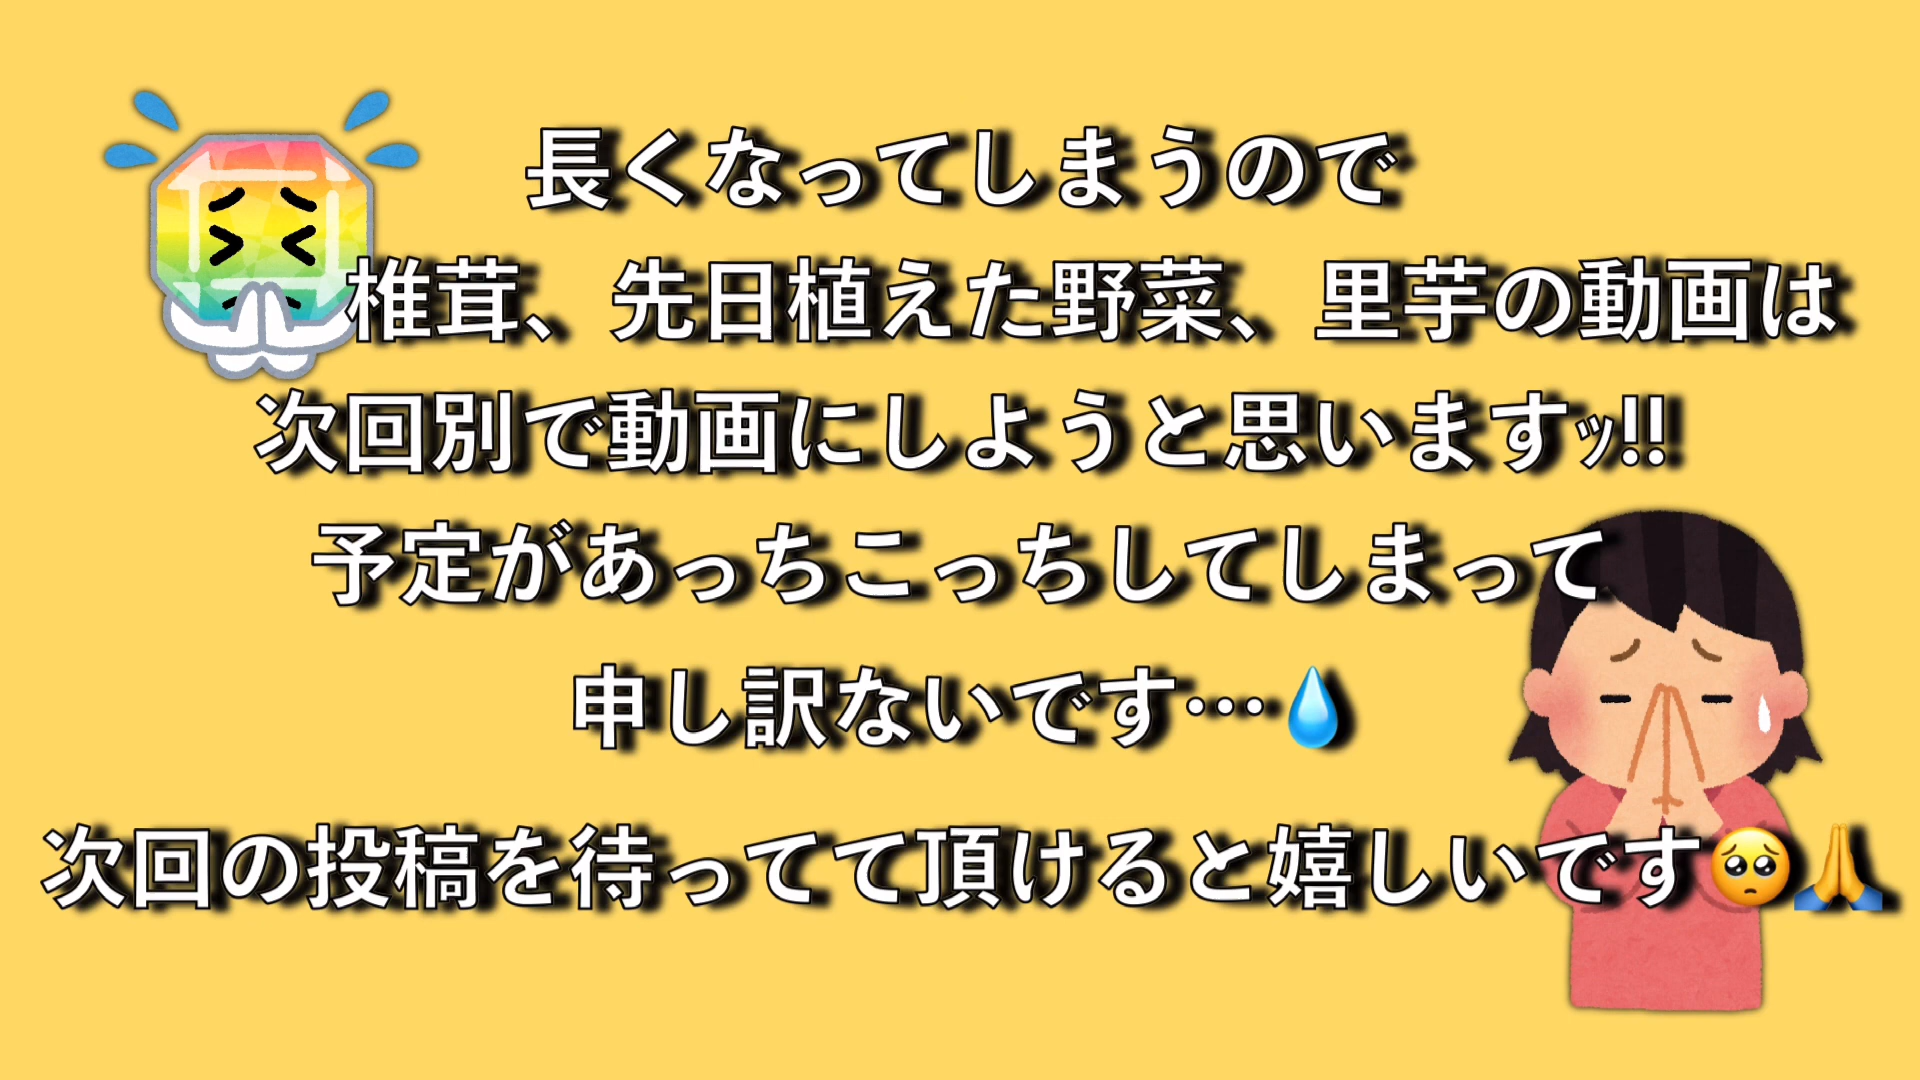 長くなってしまうので
椎茸、先日植えた野菜、里芋の動画は
次回別で動画にしようと思いますッ‼
予定があっちこっちしてしまって
申し訳ないです…💧
次回の投稿を待ってて頂けると嬉しいです🥺🙏